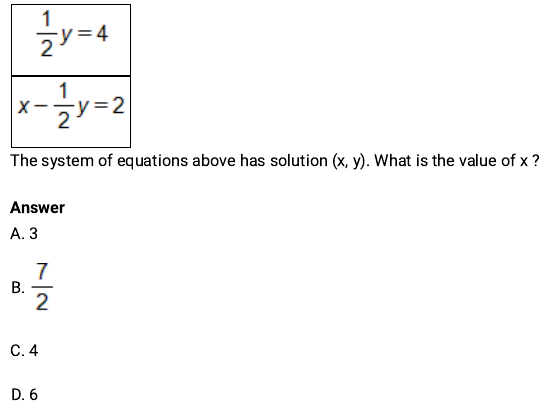 1/2 y = 4
x − 1/2 y = 2
The system of equations above has solution (x, y). What is the value of x ?
Answer
A. 3
B. 7/2
C. 4
D. 6